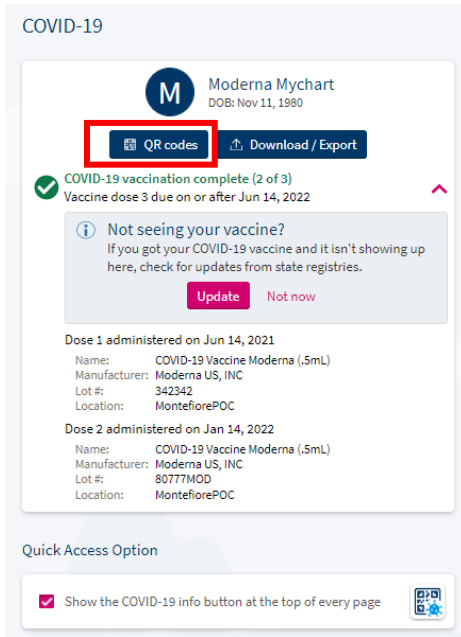 COVID-19
M
Moderna Mychart
DOB: Nov 11, 1980
QR codes
Download / Export
COVID-19 vaccination complete (2 of 3)
Vaccine dose 3 due on or after Jun 14, 2022
Not seeing your vaccine?
If you got your COVID-19 vaccine and it isn't showing up
here, check for updates from state registries.
Update Not now
Dose 1 administered on Jun 14, 2021
Name: COVID-19 Vaccine Moderna (.5mL)
Manufacturer: Moderna US, INC
Lot #: 342342
Location: MontefiorePOC
Dose 2 administered on Jan 14, 2022
Name: COVID-19 Vaccine Moderna (.5mL)
Manufacturer: Moderna US, INC
Lot #: 80777MOD
Location: MontefiorePOC
Quick Access Option
Show the COVID-19 info button at the top of every page